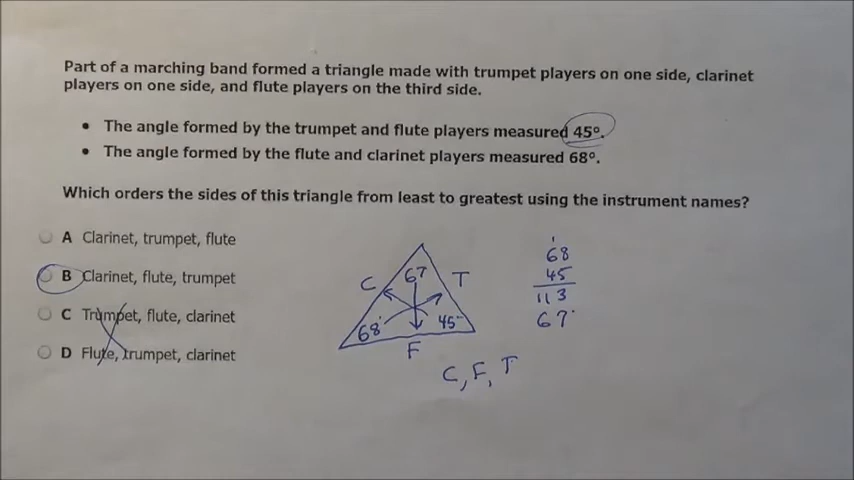 Part of a marching band formed a triangle made with trumpet players on one side, clarinet
players on one side, and flute players on the third side.
• The angle formed by the trumpet and flute players measured 45°.
• The angle formed by the flute and clarinet players measured 68°.
Which orders the sides of this triangle from least to greatest using the instrument names?
A Clarinet, trumpet, flute
B Clarinet, flute, trumpet
C Trumpet, flute, clarinet
D Flute, trumpet, clarinet
C
67
T
68°
45°
F
C, F, T
1
68
45
113
67°